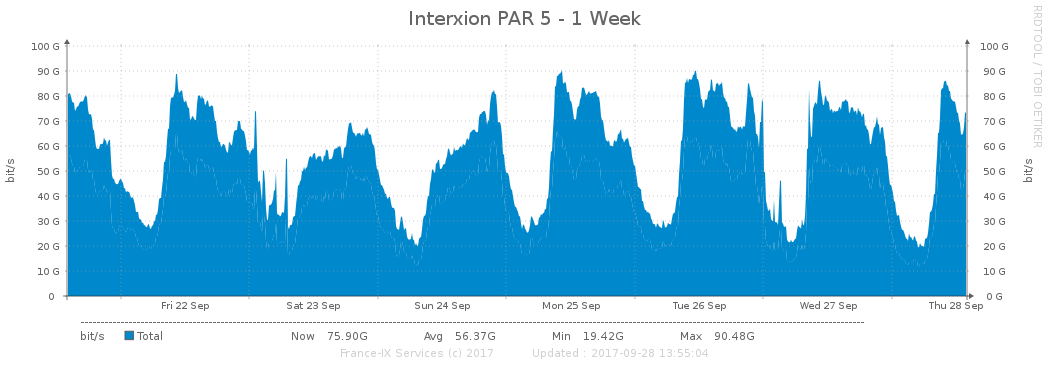 Interxion PAR 5 - 1 Week
RRDTOOL / TOBI OETIKER
100 G 100 G
90 G 90 G
80 G 80 G
70 G 70 G
60 G 60 G
50 G 50 G
40 G 40 G
30 G 30 G
20 G 20 G
10 G 10 G
0 0 G
bit/s
bit/s
Fri 22 Sep Sat 23 Sep Sun 24 Sep Mon 25 Sep Tue 26 Sep Wed 27 Sep Thu 28 Sep
bit/s Total Now 75.90G Avg 56.37G Min 19.42G Max 90.48G
France-IX Services (c) 2017 Updated : 2017-09-28 13:55:04